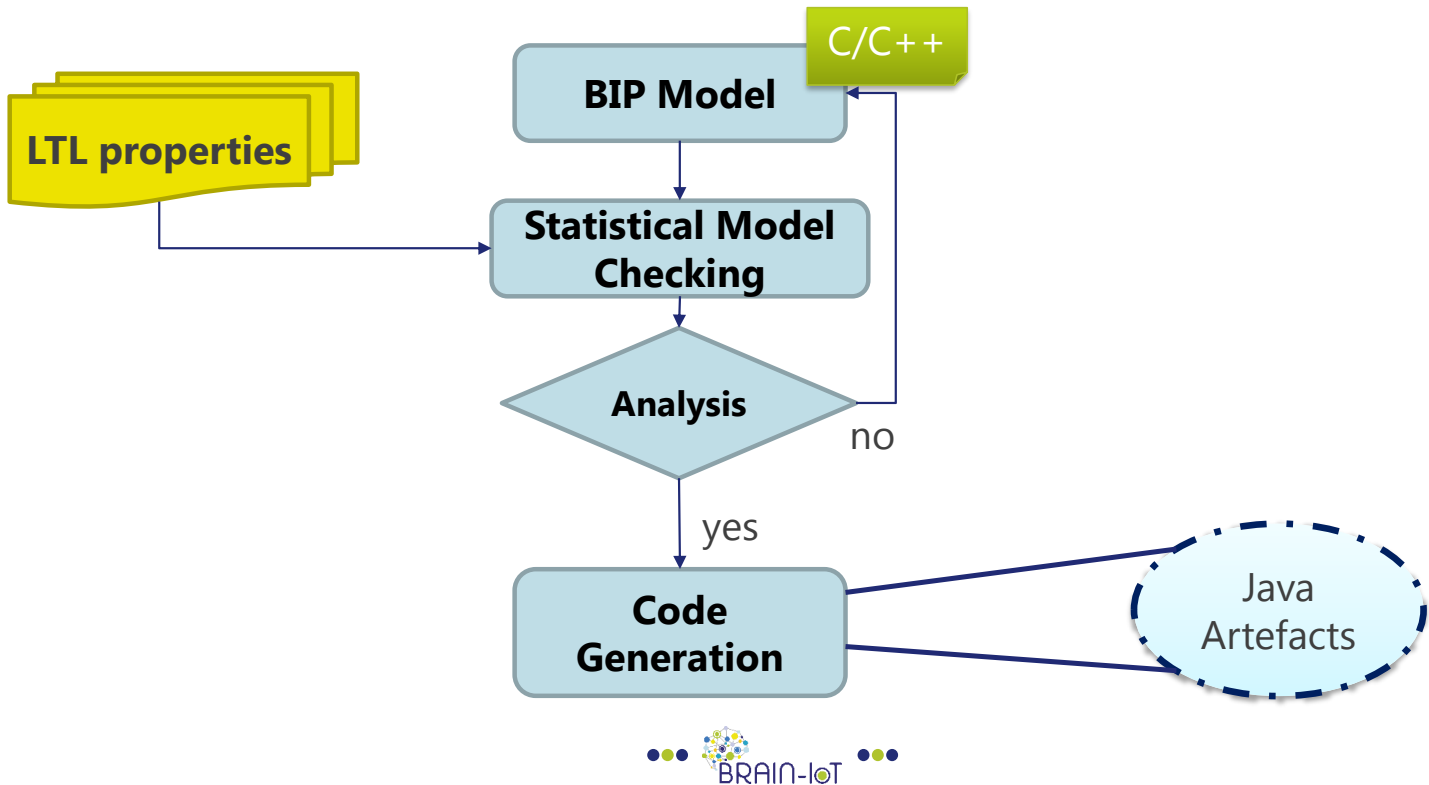 C/C++
BIP Model
LTL properties
Statistical Model
Checking
Analysis
no
yes
Code
Generation
Java
Artefacts
BRAIN-IoT